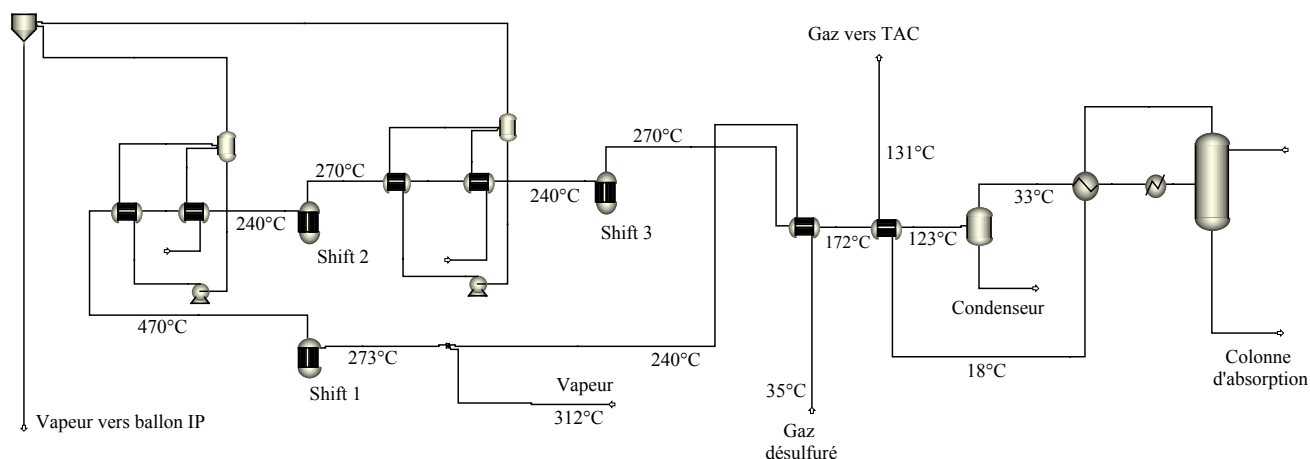 Gaz vers TAC
270°C
131°C
270°C
240°C
33°C
240°C
Shift 2
Shift 3
172°C
123°C
Condenseur
470°C
273°C
240°C
18°C
Colonne
d'absorption
Shift 1
Vapeur
35°C
312°C
Vapeur vers ballon IP
Gaz
désulfuré